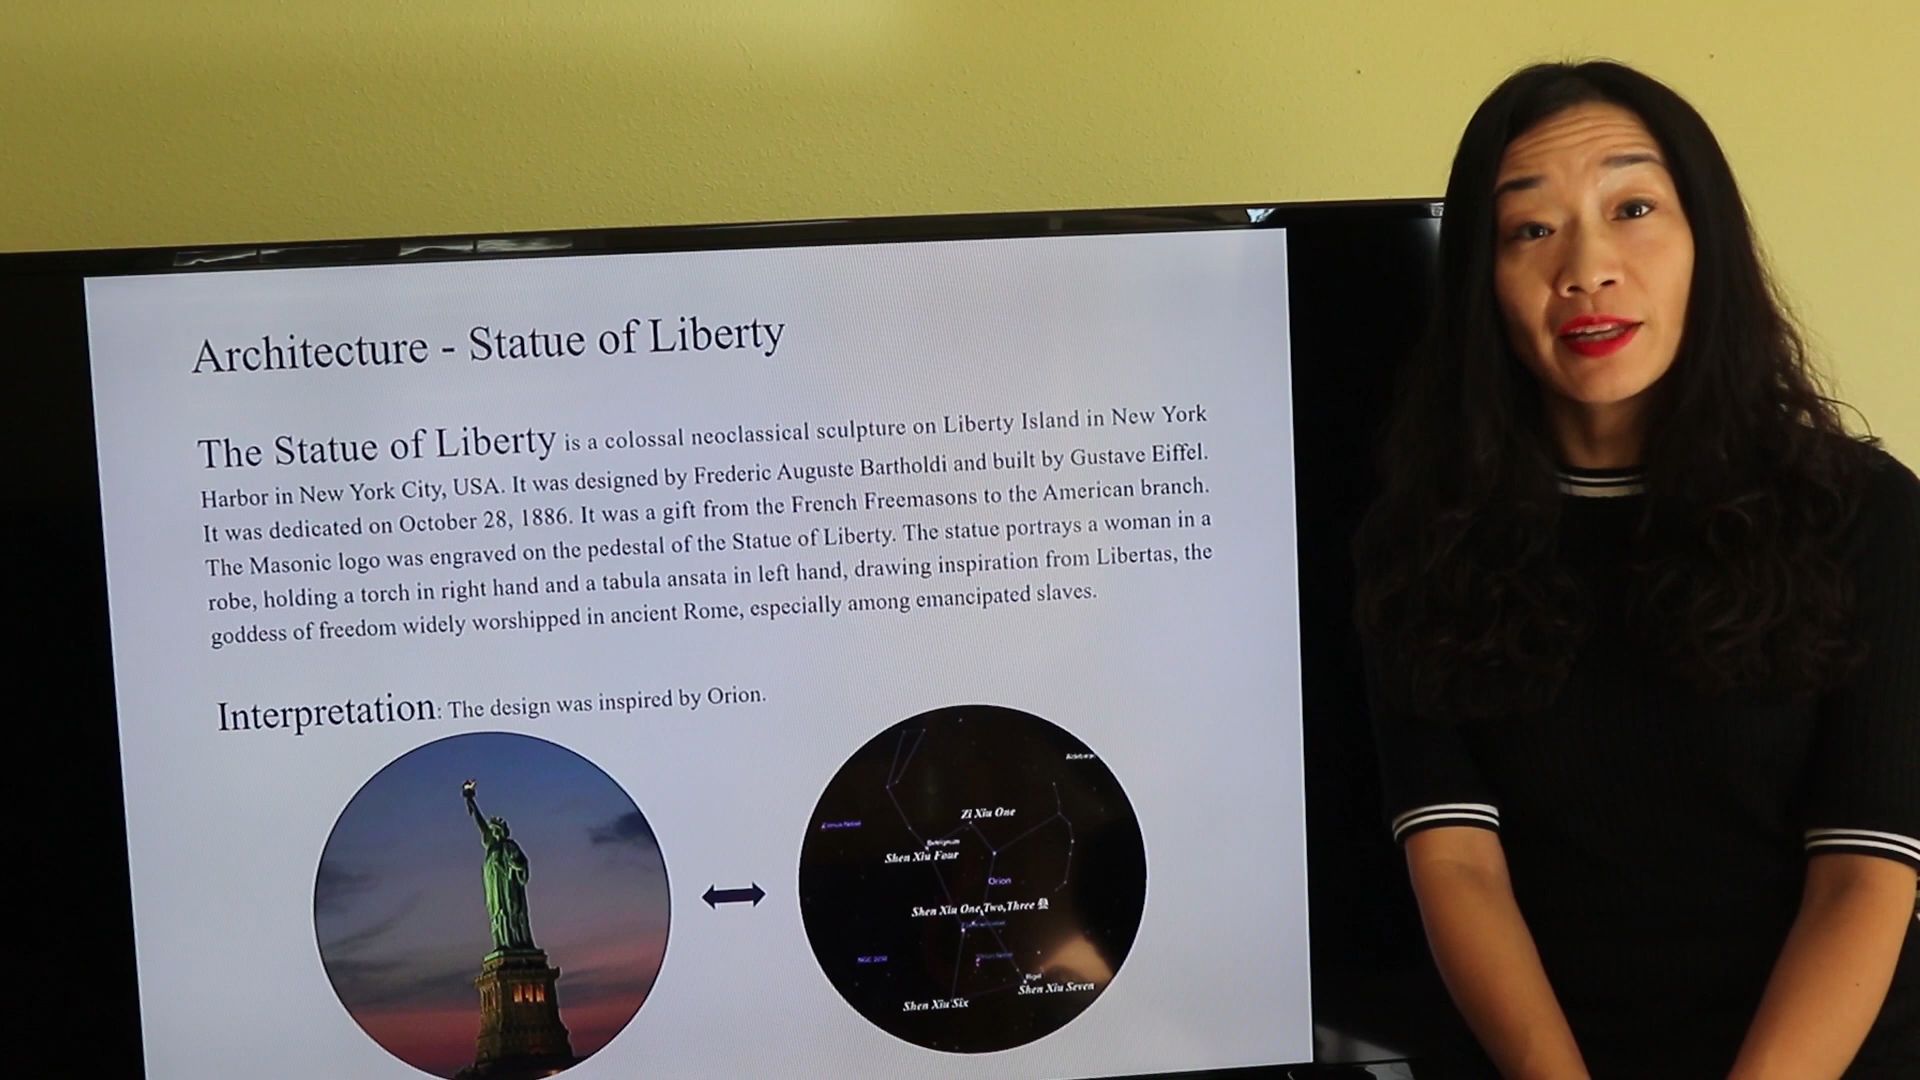 Architecture - Statue of Liberty
The Statue of Liberty is a colossal neoclassical sculpture on Liberty Island in New York
Harbor in New York City, USA. It was designed by Frederic Auguste Bartholdi and built by Gustave Eiffel.
It was dedicated on October 28, 1886. It was a gift from the French Freemasons to the American branch.
The Masonic logo was engraved on the pedestal of the Statue of Liberty. The statue portrays a woman in a
robe, holding a torch in right hand and a tabula ansata in left hand, drawing inspiration from Libertas, the
goddess of freedom widely worshipped in ancient Rome, especially among emancipated slaves.
Interpretation: The design was inspired by Orion.
Zi Xiu One
Shen Xiu Four
Orion
Shen Xiu One,Two,Three
Rigel
Shen Xiu Seven
Shen Xiu Six